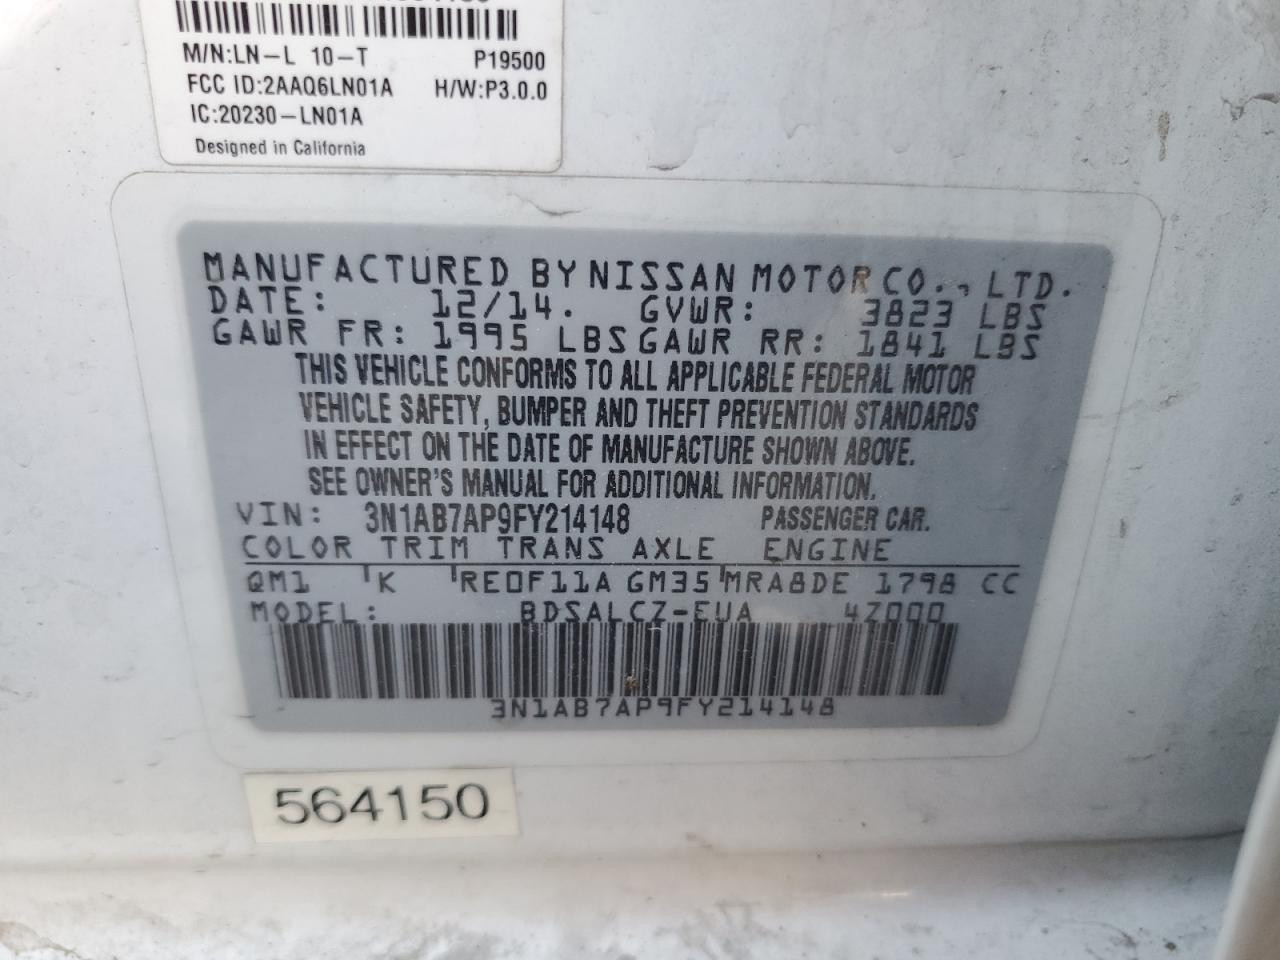 M/N:LN-L 10-T P19500
FCC ID:2AAQ6LN01A H/W:P3.0.0
IC:20230-LN01A
Designed in California
MANUFACTURED BY NISSAN MOTOR CO., LTD.
DATE: 12/14. GVWR: 3823 LBS
GAWR FR: 1995 LBS GAWR RR: 1841 LBS
THIS VEHICLE CONFORMS TO ALL APPLICABLE FEDERAL MOTOR
VEHICLE SAFETY, BUMPER AND THEFT PREVENTION STANDARDS
IN EFFECT ON THE DATE OF MANUFACTURE SHOWN ABOVE.
SEE OWNER'S MANUAL FOR ADDITIONAL INFORMATION.
VIN: 3N1AB7AP9FY214148 PASSENGER CAR.
COLOR TRIM TRANS AXLE ENGINE
QM1 K RE0F11A GM35 MRA8DE 1798 CC
MODEL: BDSALCZ-EUA 4Z000
3N1AB7AP9FY214148
564150